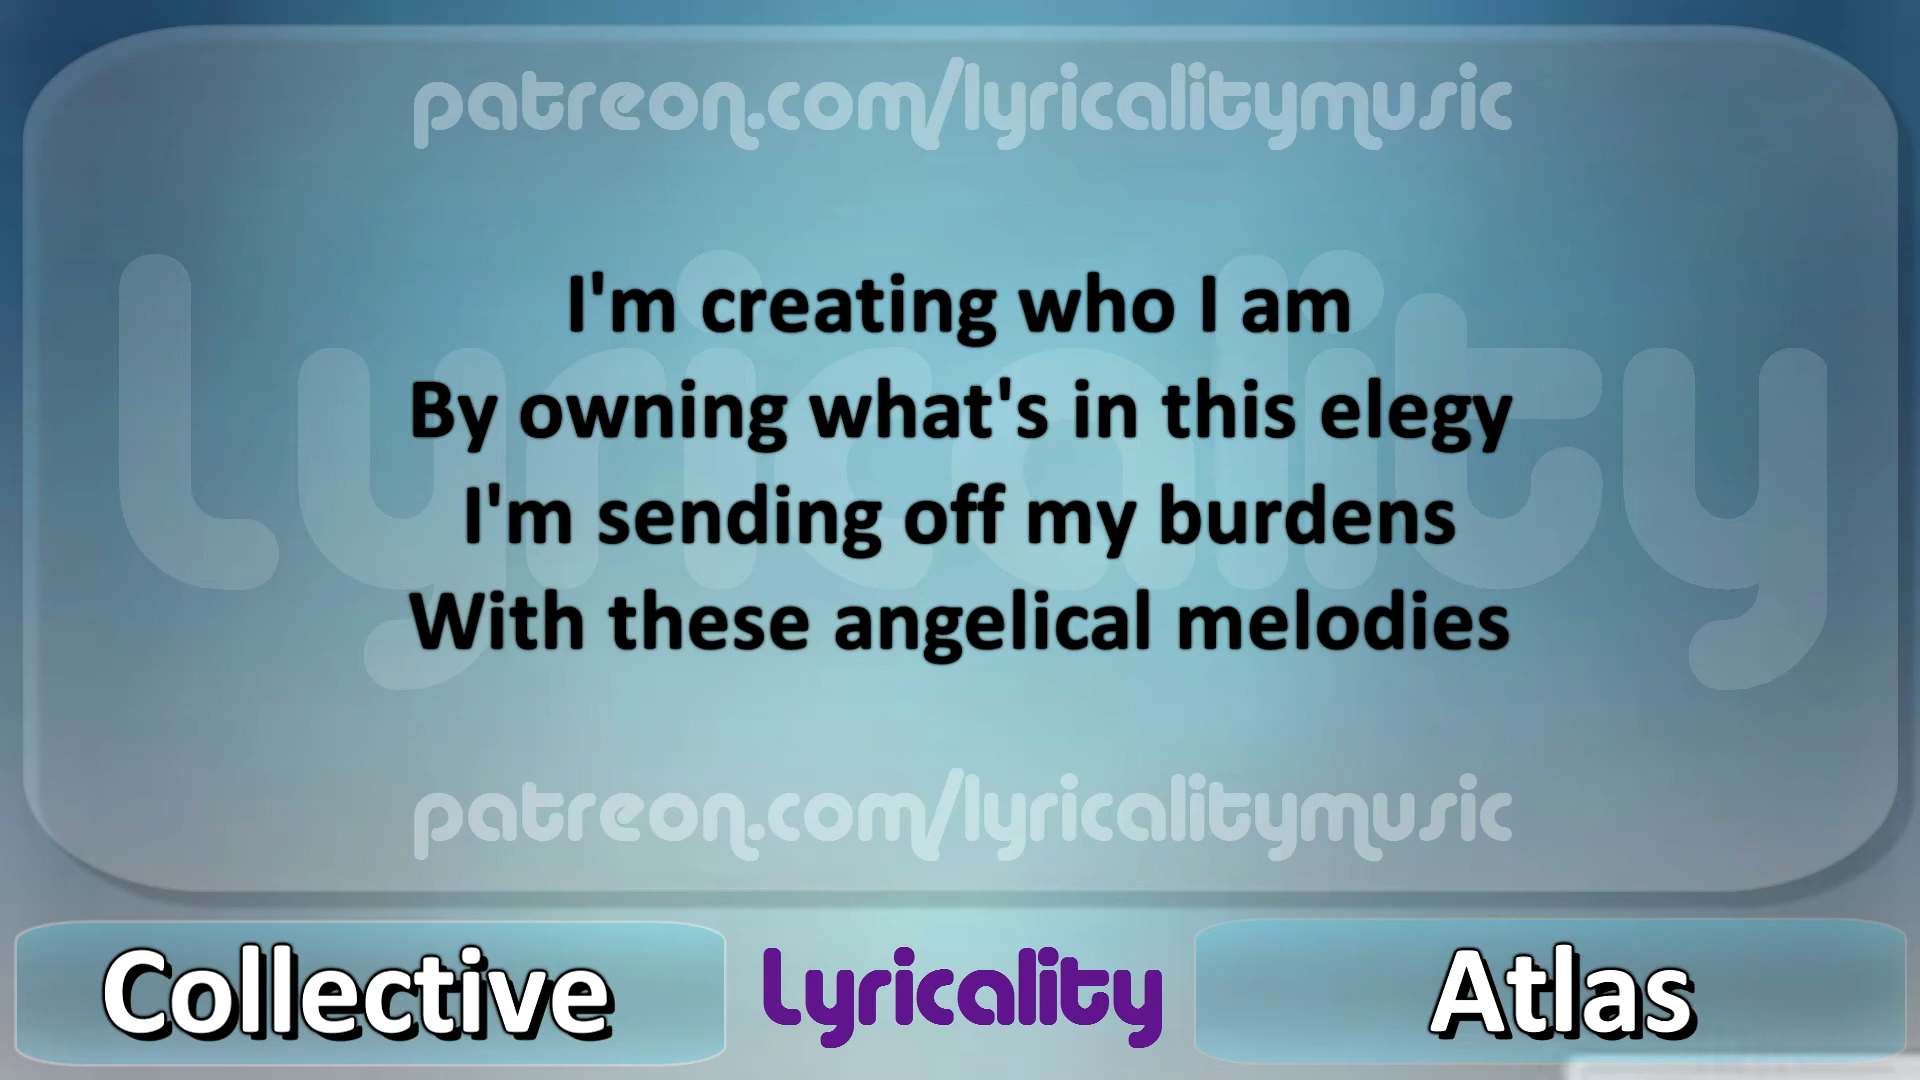 patreon.com/lyricalitymusic
Lyricality
I'm creating who I am
By owning what's in this elegy
I'm sending off my burdens
With these angelical melodies
patreon.com/lyricalitymusic
Collective
Lyricality
Atlas